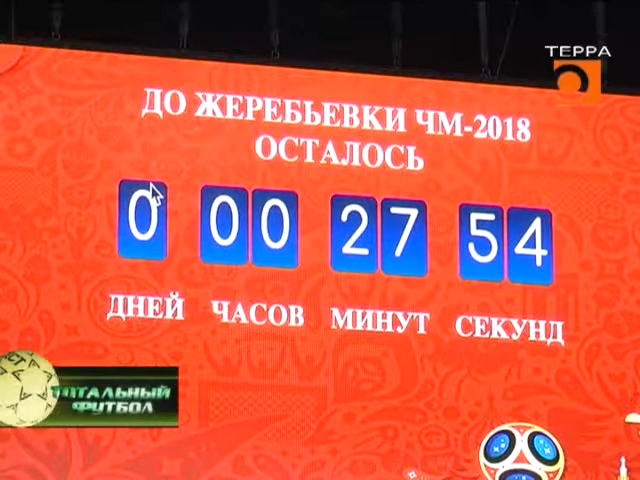 ТЕРРА
ДО ЖЕРЕБЬЕВКИ ЧМ-2018
ОСТАЛОСЬ
0 00 27 54
ДНЕЙ ЧАСОВ МИНУТ СЕКУНД
ТОТАЛЬНЫЙ
ФУТБОЛ